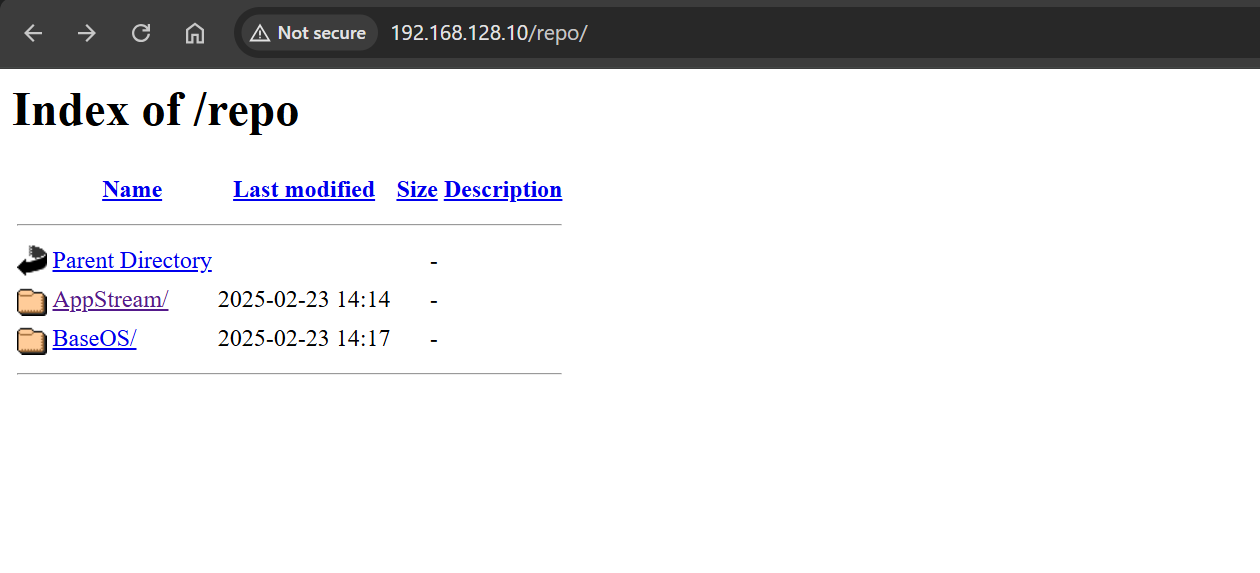 Not secure 192.168.128.10/repo/
Index of /repo
Name Last modified Size Description
Parent Directory -
AppStream/ 2025-02-23 14:14 -
BaseOS/ 2025-02-23 14:17 -